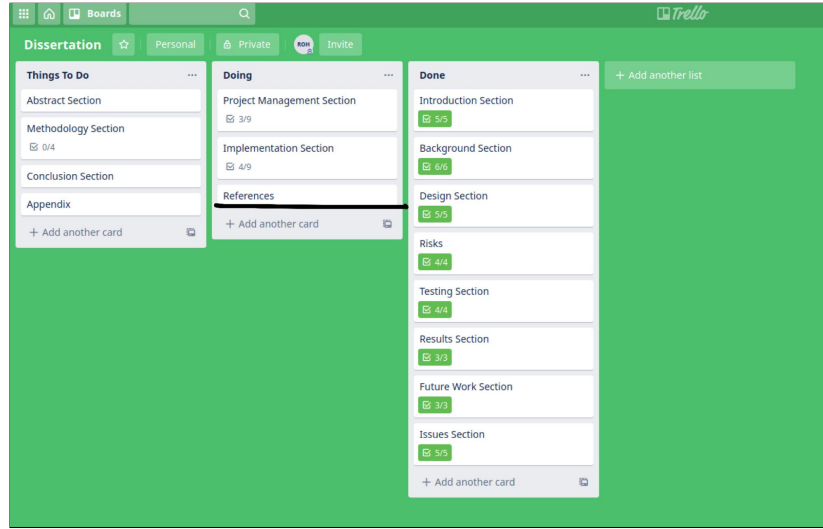 Boards
Trello
Dissertation
Personal
Private
ROH
Invite
Things To Do
Abstract Section
Methodology Section
0/4
Conclusion Section
Appendix
+ Add another card
Doing
Project Management Section
3/9
Implementation Section
4/9
References
+ Add another card
Done
Introduction Section
5/5
Background Section
6/6
Design Section
5/5
Risks
4/4
Testing Section
4/4
Results Section
3/3
Future Work Section
3/3
Issues Section
5/5
+ Add another card
+ Add another list